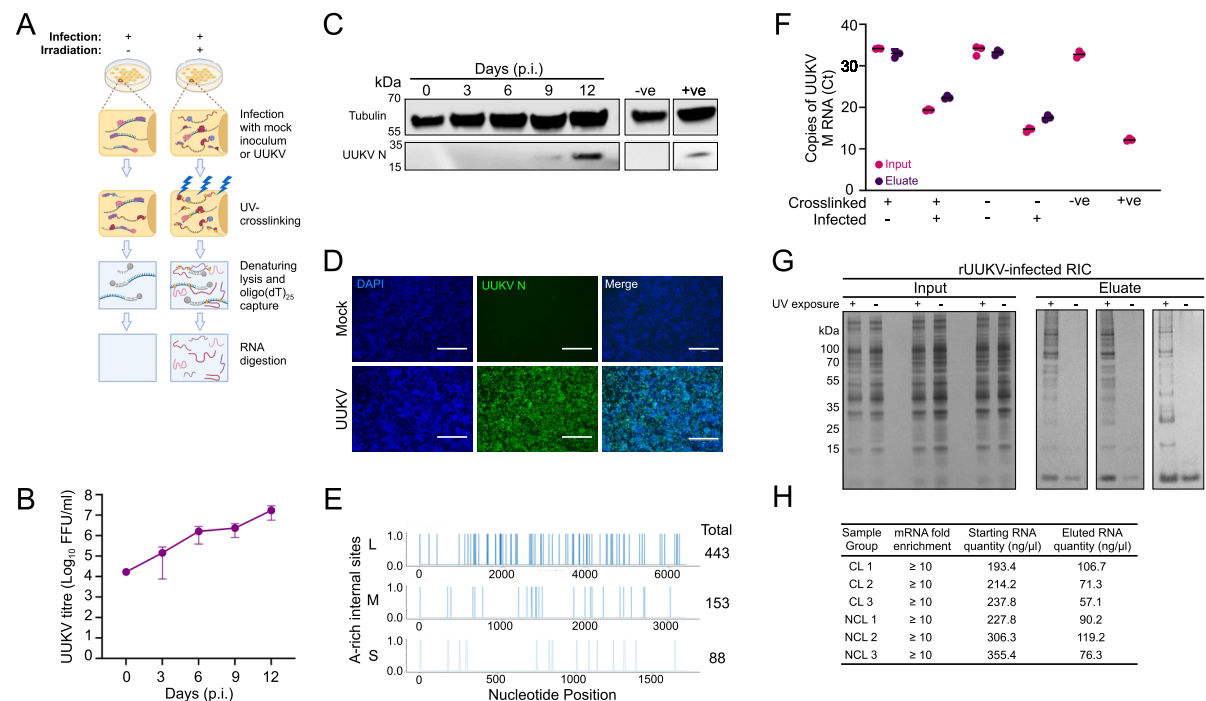 A
Infection: + +
Irradiation: - +
Infection
with mock
inoculum
or UUKV
UV-
crosslinking
Denaturing
lysis and
oligo(dT)25
capture
RNA
digestion
B
UUKV titre (Log10 FFU/ml)
8
7
6
5
4
3
2
1
0
0 3 6 9 12
Days (p.i.)
C
Days (p.i.)
kDa 0 3 6 9 12 -ve +ve
70
Tubulin
55
35
UUKV N
15
D
DAPI UUKV N Merge
Mock
UUKV
E
A-rich internal sites
Total
1.0
L
443
0.0
0 2000 4000 6000
1.0
M
153
0.0
0 1000 2000 3000
1.0
S
88
0.0
0 500 1000 1500
Nucleotide Position
F
Copies of UUKV
M RNA (Ct)
40
30
20
10
0
Input
Eluate
Crosslinked + + - - -ve +ve
Infected - + - +
G
rUUKV-infected RIC
Input Eluate
UV exposure + - + - + - + - + - + -
kDa
100
70
55
35
25
15
H
Sample Group mRNA fold enrichment Starting RNA quantity (ng/µl) Eluted RNA quantity (ng/µl)
CL 1 ≥ 10 193.4 106.7
CL 2 ≥ 10 214.2 71.3
CL 3 ≥ 10 237.8 57.1
NCL 1 ≥ 10 227.8 90.2
NCL 2 ≥ 10 306.3 119.2
NCL 3 ≥ 10 355.4 76.3